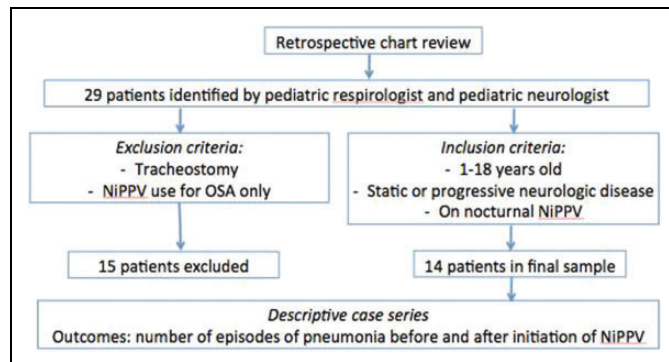 Retrospective chart review
29 patients identified by pediatric respirologist and pediatric neurologist
Exclusion criteria:
- Tracheostomy
- NiPPV use for OSA only
Inclusion criteria:
- 1-18 years old
- Static or progressive neurologic disease
- On nocturnal NiPPV
15 patients excluded
14 patients in final sample
Descriptive case series
Outcomes: number of episodes of pneumonia before and after initiation of NiPPV